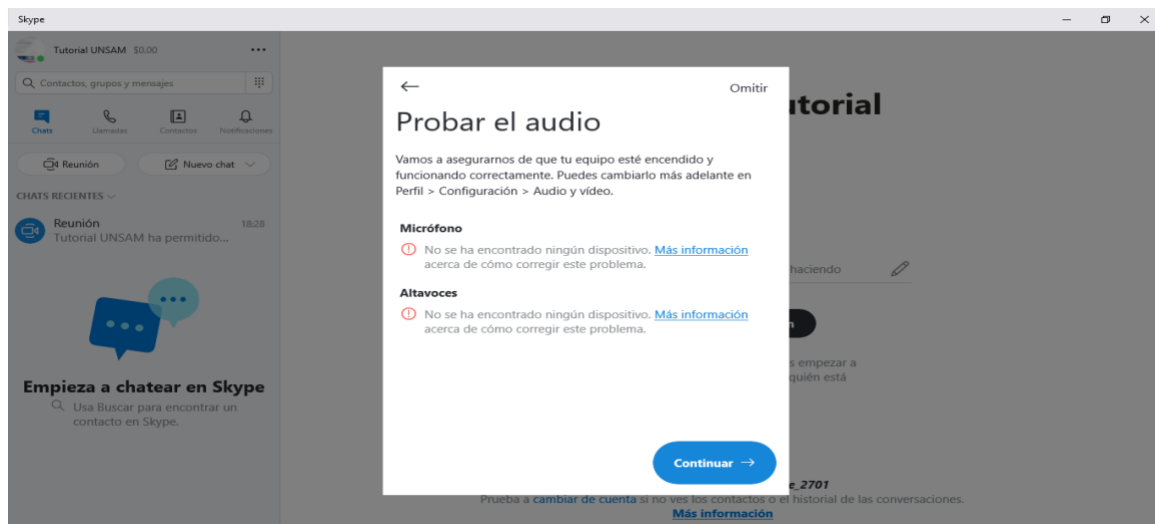 Skype
Tutorial UNSAM $0.00
Contactos, grupos y mensajes
Chats Llamadas Contactos Notificaciones
Reunión Nuevo chat
CHATS RECIENTES
Reunión 18:28
Tutorial UNSAM ha permitido...
Empieza a chatear en Skype
Usa Buscar para encontrar un
contacto en Skype.
Omitir
Probar el audio
Vamos a asegurarnos de que tu equipo esté encendido y
funcionando correctamente. Puedes cambiarlo más adelante en
Perfil > Configuración > Audio y vídeo.
Micrófono
No se ha encontrado ningún dispositivo. Más información
acerca de cómo corregir este problema.
Altavoces
No se ha encontrado ningún dispositivo. Más información
acerca de cómo corregir este problema.
Continuar
utorial
haciendo
n
s empezar a
quién está
e_2701
Prueba a cambiar de cuenta si no ves los contactos o el historial de las conversaciones.
Más información